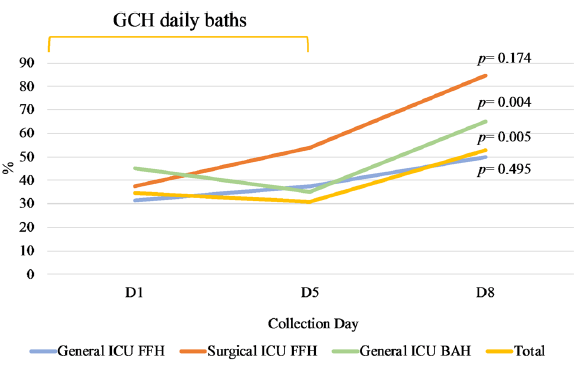 GCH daily baths
90
80
70
60
50
40
30
20
10
0
%
p= 0.174
p= 0.004
p= 0.005
p= 0.495
D1 D5 D8
Collection Day
General ICU FFH Surgical ICU FFH General ICU BAH Total